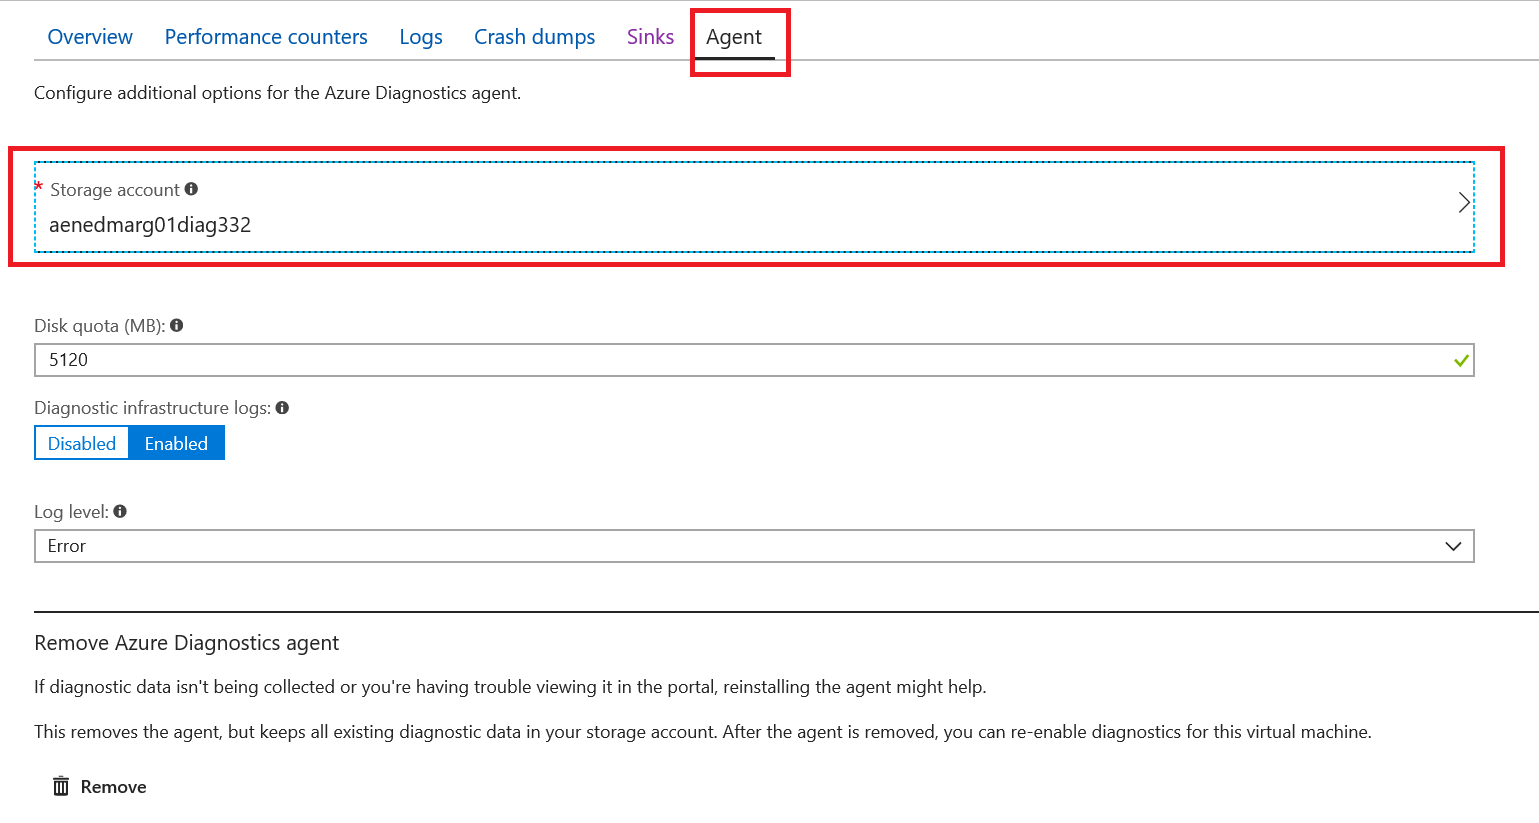 Overview Performance counters Logs Crash dumps Sinks Agent
Configure additional options for the Azure Diagnostics agent.
* Storage account
aenedmarg01diag332
Disk quota (MB):
5120
Diagnostic infrastructure logs:
Disabled Enabled
Log level:
Error
Remove Azure Diagnostics agent
If diagnostic data isn't being collected or you're having trouble viewing it in the portal, reinstalling the agent might help.
This removes the agent, but keeps all existing diagnostic data in your storage account. After the agent is removed, you can re-enable diagnostics for this virtual machine.
Remove